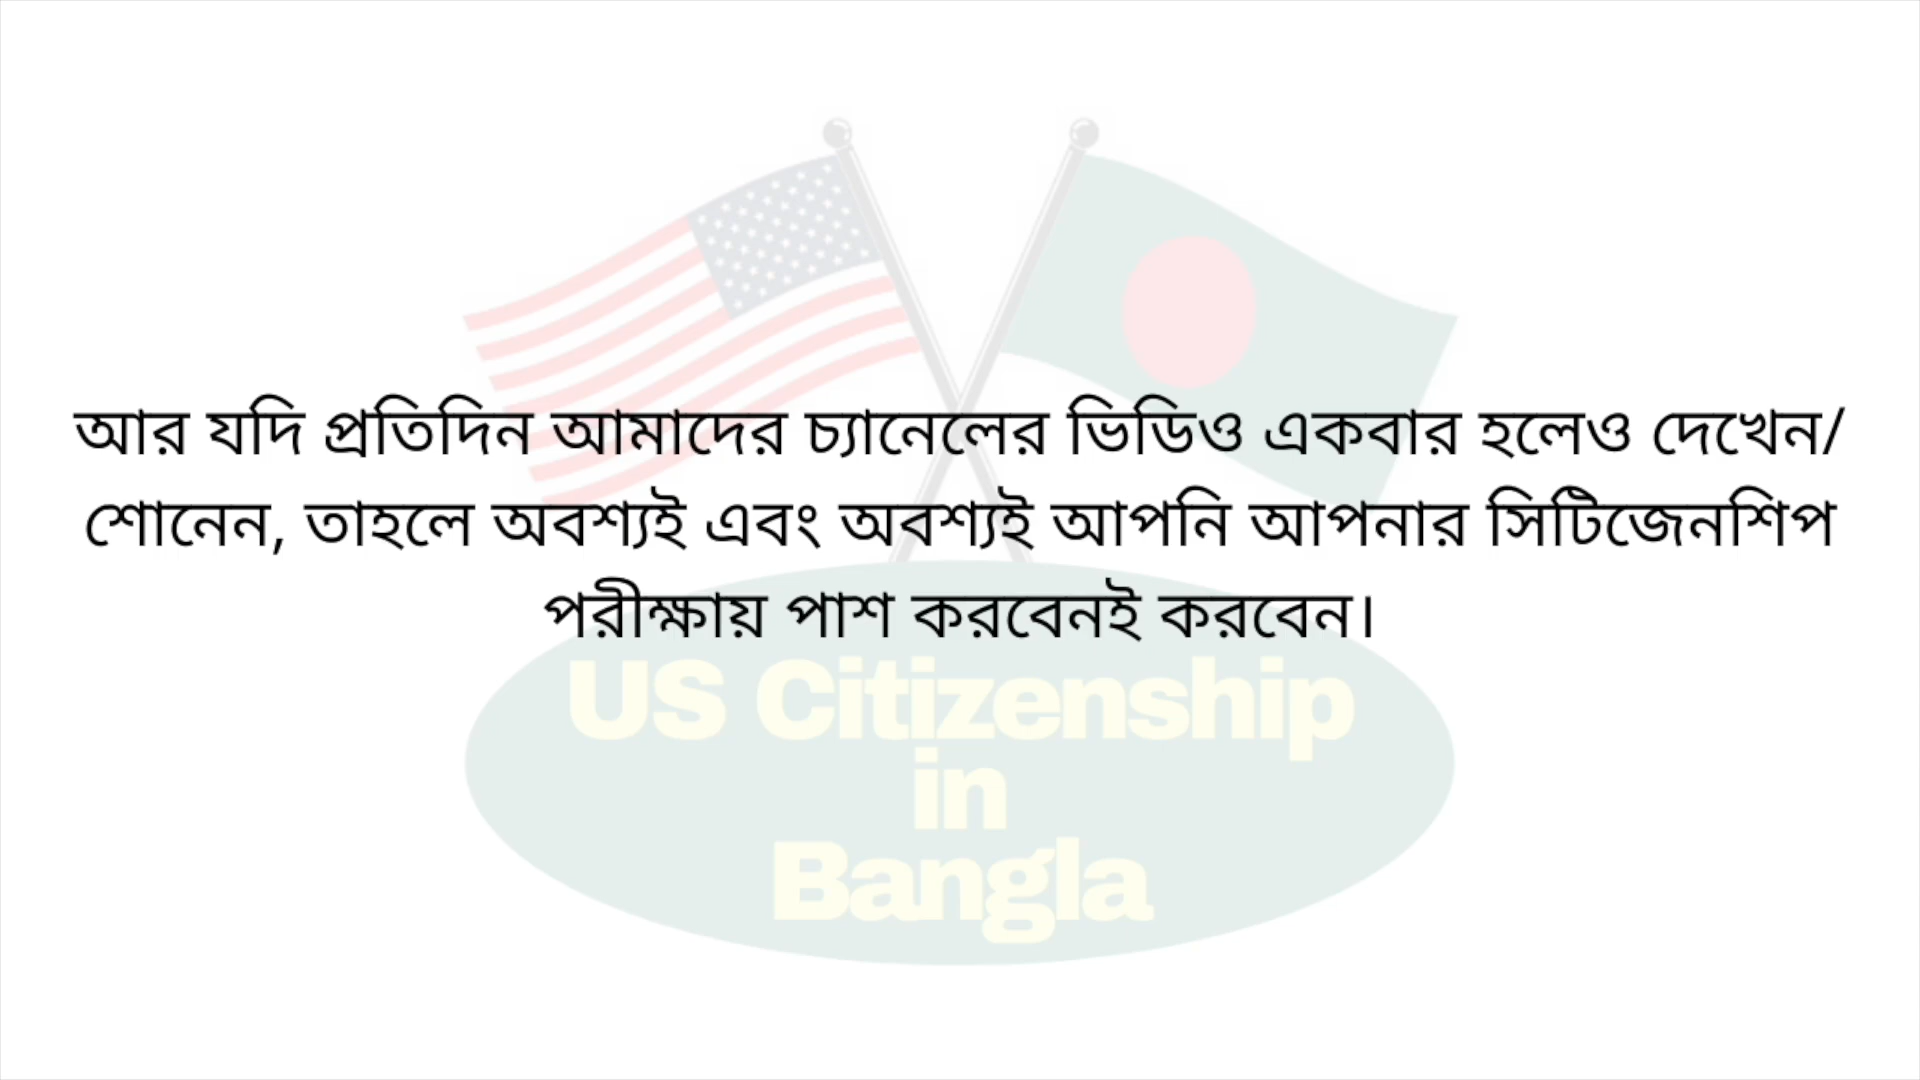 আর যদি প্রতিদিন আমাদের চ্যানেলের ভিডিও একবার হলেও দেখেন/
শোনেন, তাহলে অবশ্যই এবং অবশ্যই আপনি আপনার সিটিজেনশিপ
পরীক্ষায় পাশ করবেনই করবেন।
US Citizenship
in
Bangla